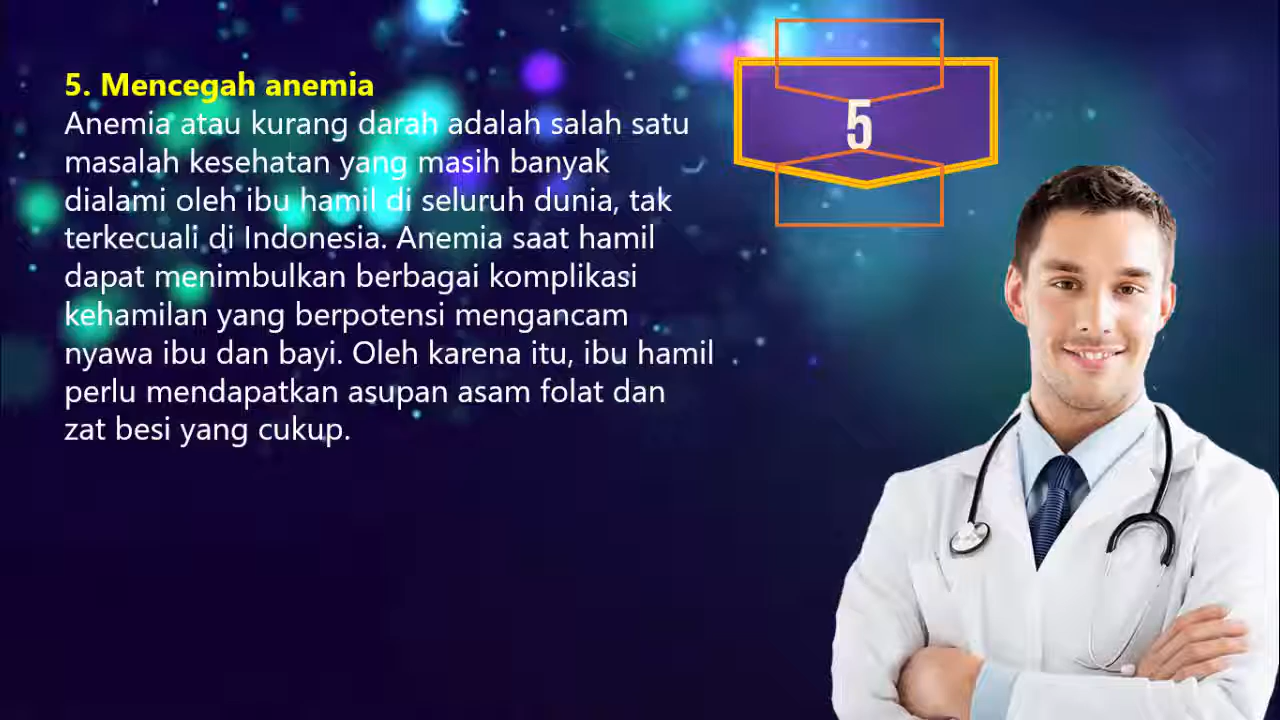 5. Mencegah anemia
Anemia atau kurang darah adalah salah satu
masalah kesehatan yang masih banyak
dialami oleh ibu hamil di seluruh dunia, tak
terkecuali di Indonesia. Anemia saat hamil
dapat menimbulkan berbagai komplikasi
kehamilan yang berpotensi mengancam
nyawa ibu dan bayi. Oleh karena itu, ibu hamil
perlu mendapatkan asupan asam folat dan
zat besi yang cukup.
5